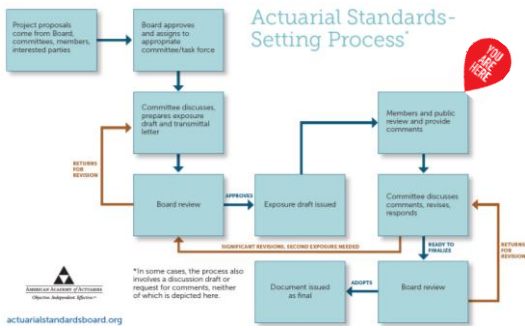 Actuarial Standards-
Setting Process*
YOU
ARE
HERE
Project proposals
come from Board,
committees, members,
interested parties
Board approves
and assigns to
appropriate
committee/task force
Committee discusses,
prepares exposure
draft and transmittal
letter
Members and public
review and provide
comments
RETURNS
FOR
REVISION
Board review
APPROVES
Exposure draft issued
Committee discusses
comments, revises,
responds
SIGNIFICANT REVISIONS, SECOND EXPOSURE NEEDED
READY TO
FINALIZE
RETURNS
FOR
REVISION
Document issued
as final
ADOPTS
Board review
*In some cases, the process also
involves a discussion draft or
request for comments, neither
of which is depicted here.
AMERICAN ACADEMY of ACTUARIES
Objective. Independent. Effective.™
actuarialstandardsboard.org